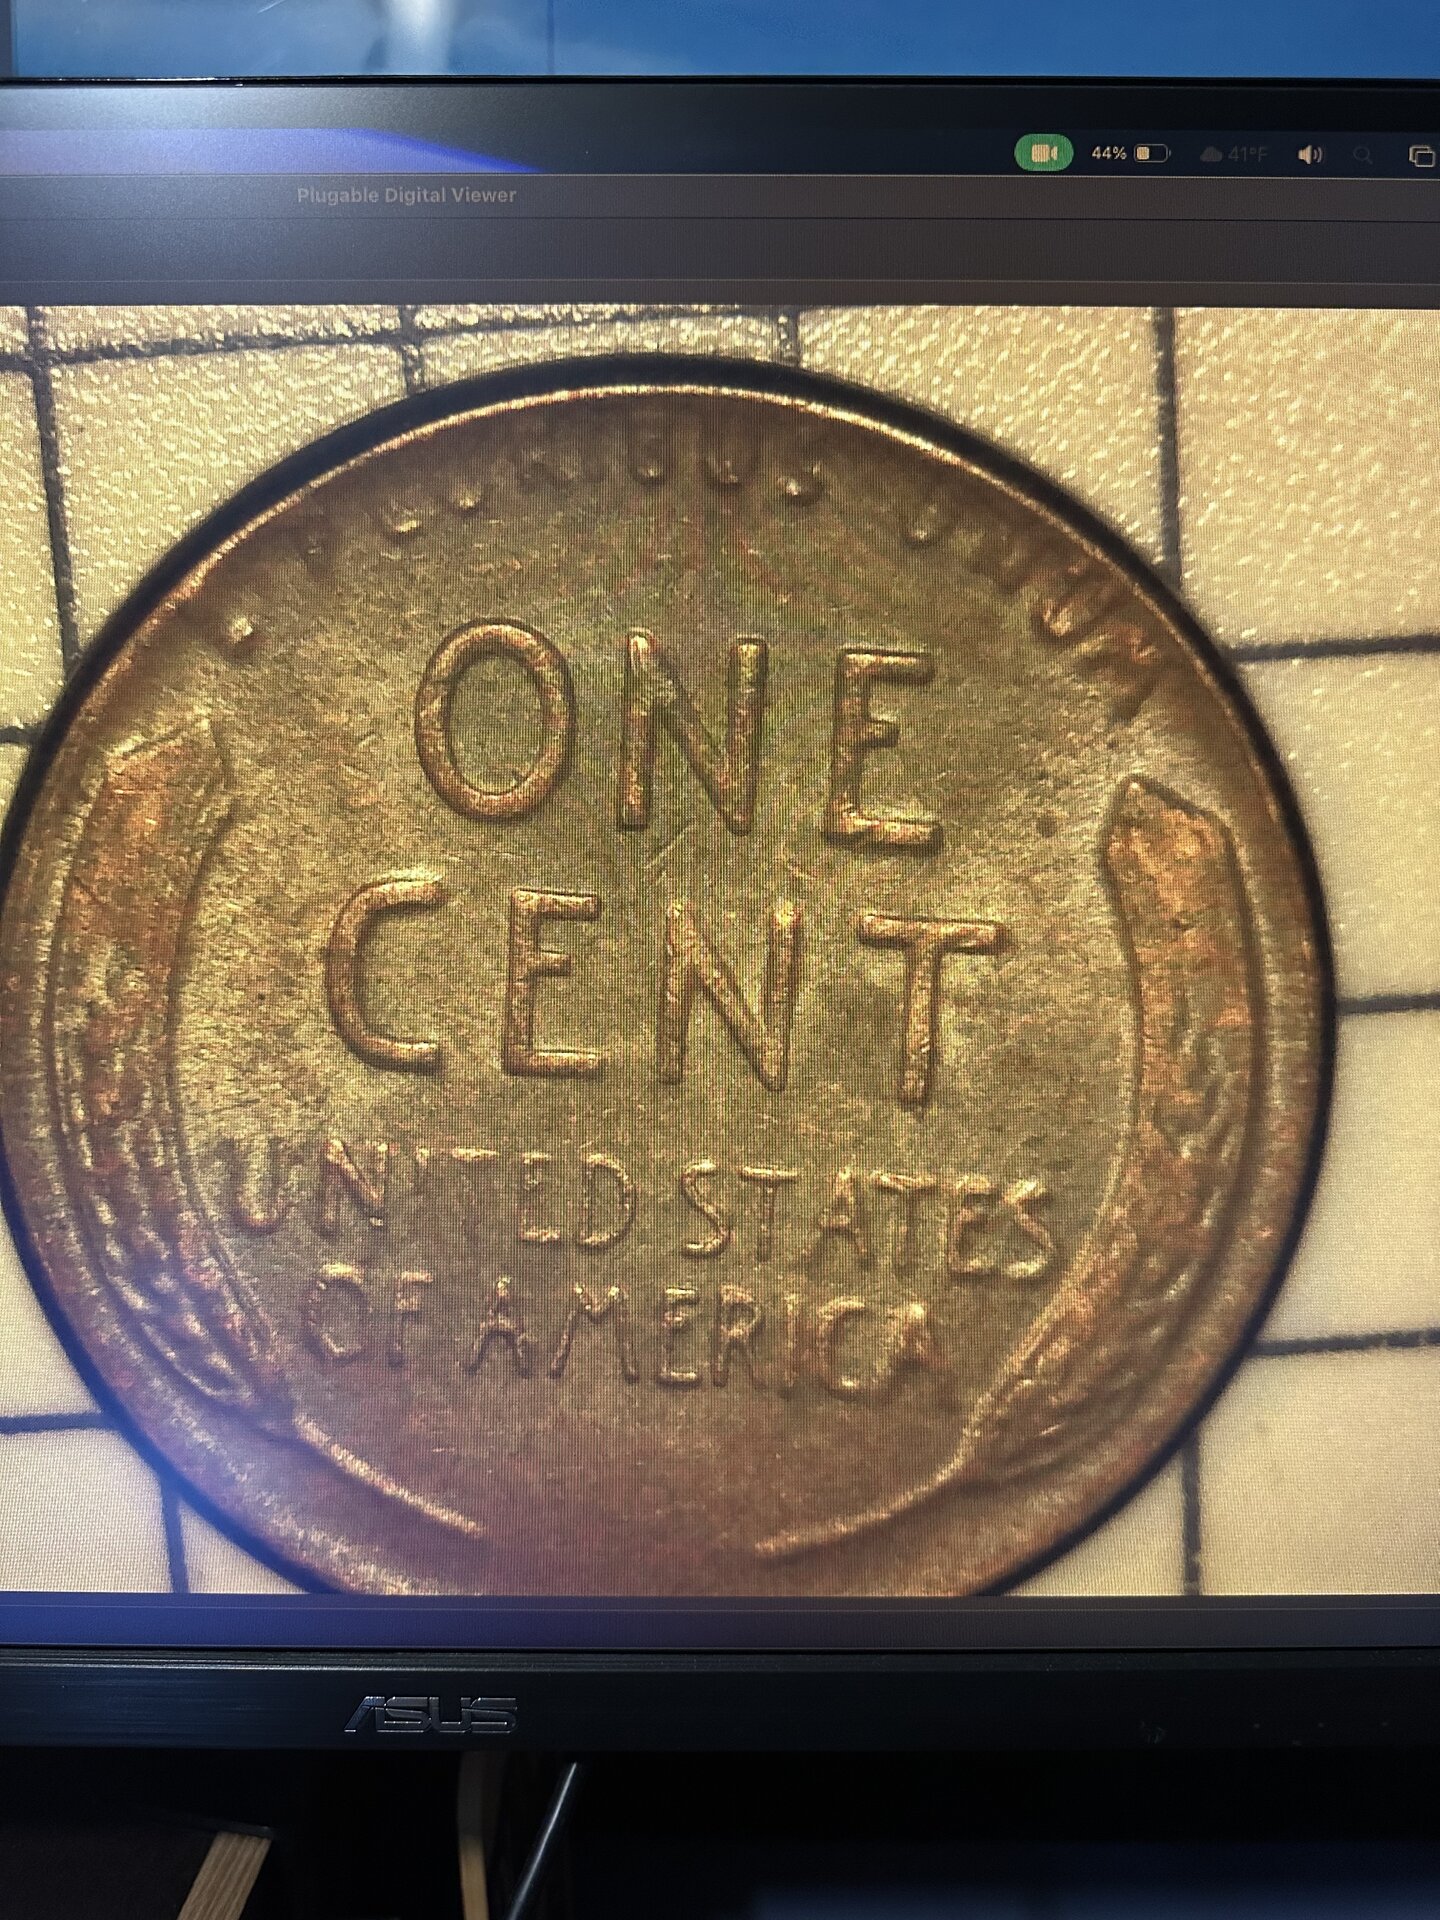 44% 41°F
Plugable Digital Viewer
ONE
CENT
UNITED STATES
OF AMERICA
ASUS